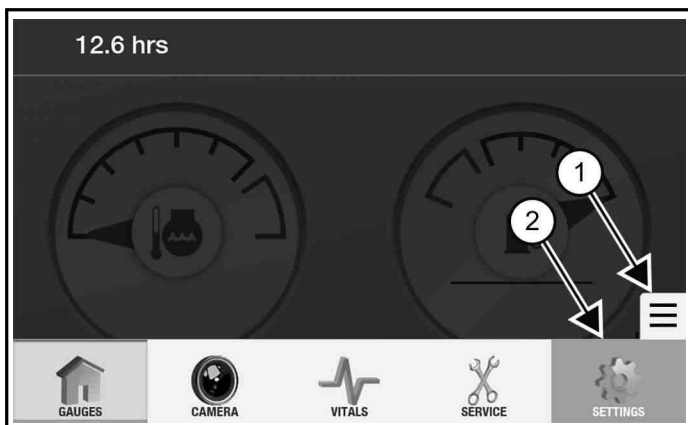 12.6 hrs
1
2
GAUGES
CAMERA
VITALS
SERVICE
SETTINGS